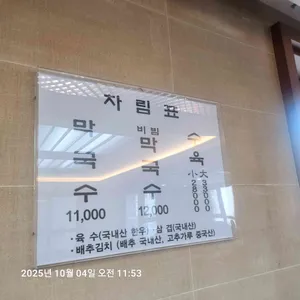 차림표
막국수 11,000
비빔 막국수 12,000
수육 小 大
· 육 수 (국내산 한우), 삼 겹(국내산)
· 배추김치 (배추 국내산, 고추가루 중국산)
2025년 10월 04일 오전 11:53